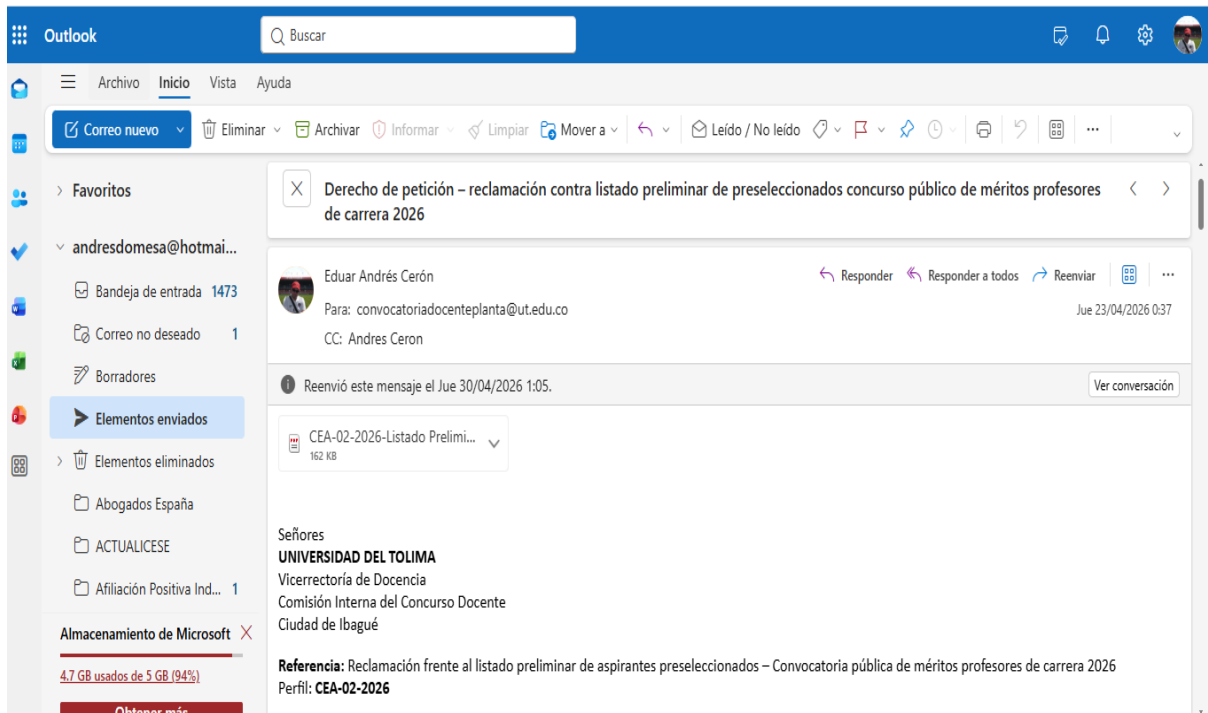 Outlook
Buscar
Archivo Inicio Vista Ayuda
Correo nuevo Eliminar Archivar Informar Limpiar Mover a Leído / No leído
Favoritos
andresdomesa@hotmai...
Bandeja de entrada 1473
Correo no deseado 1
Borradores
Elementos enviados
Elementos eliminados
Abogados España
ACTUALICESE
Afiliación Positiva Ind... 1
Almacenamiento de Microsoft
4.7 GB usados de 5 GB (94%)
Obtener más
Derecho de petición – reclamación contra listado preliminar de preseleccionados concurso público de méritos profesores
de carrera 2026
Eduar Andrés Cerón
Responder Responder a todos Reenviar
Para: convocatoriadocenteplanta@ut.edu.co
Jue 23/04/2026 0:37
CC: Andres Ceron
Reenvió este mensaje el Jue 30/04/2026 1:05.
Ver conversación
CEA-02-2026-Listado Prelimi...
162 KB
Señores
UNIVERSIDAD DEL TOLIMA
Vicerrectoría de Docencia
Comisión Interna del Concurso Docente
Ciudad de Ibagué
Referencia: Reclamación frente al listado preliminar de aspirantes preseleccionados – Convocatoria pública de méritos profesores de carrera 2026
Perfil: CEA-02-2026